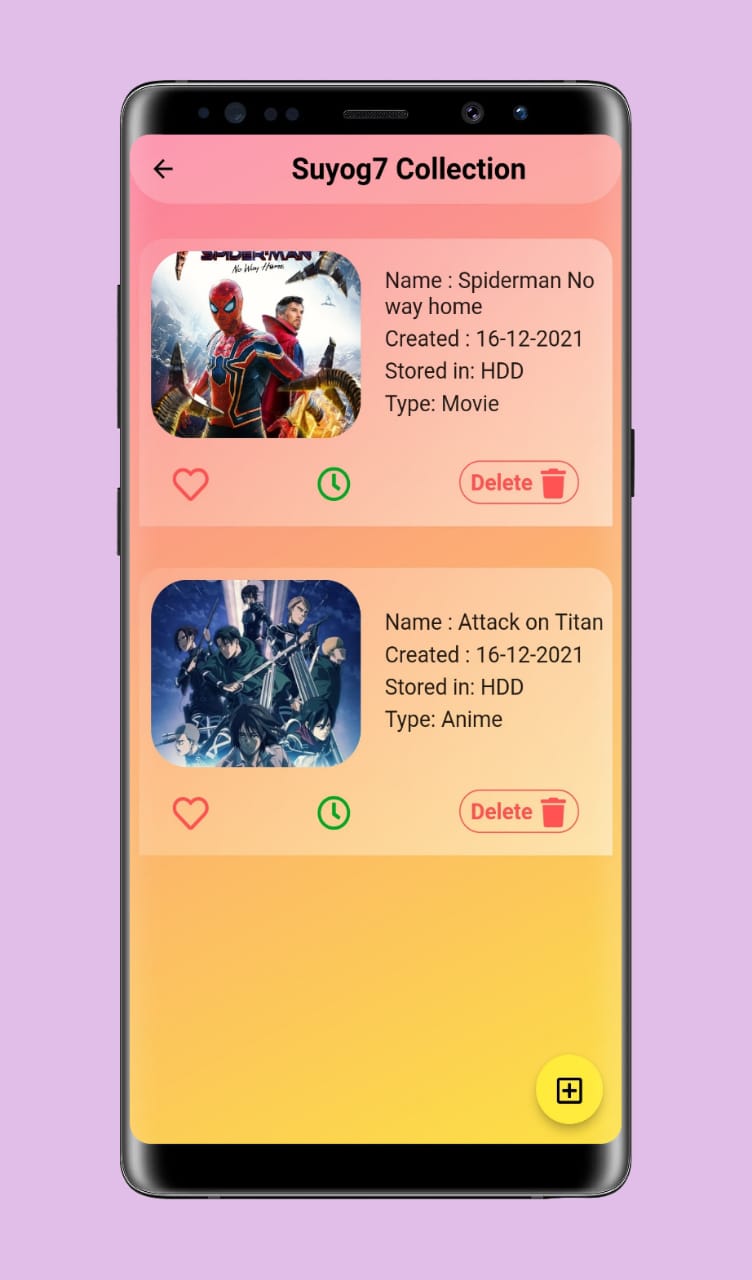 Suyog7 Collection
SPIDER-MAN
No Way Home
Name : Spiderman No
way home
Created : 16-12-2021
Stored in: HDD
Type: Movie
Delete
Name : Attack on Titan
Created : 16-12-2021
Stored in: HDD
Type: Anime
Delete